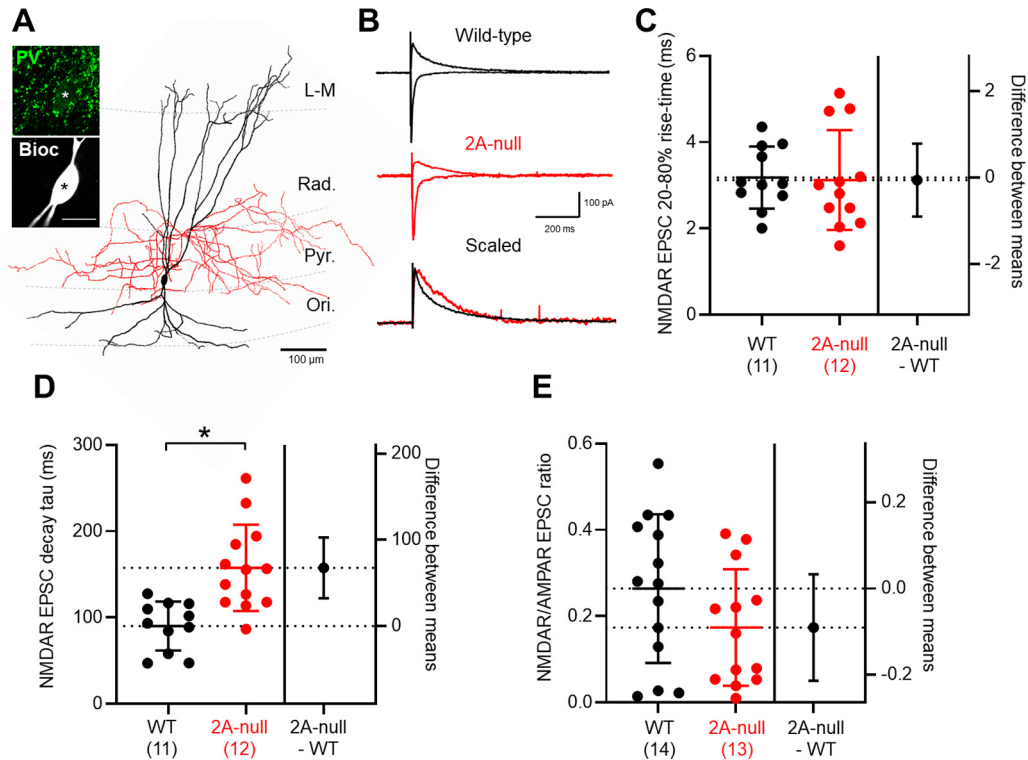 A
PV
*
Bioc
*
L-M
Rad.
Pyr.
Ori.
100 µm
B
Wild-type
2A-null
100 pA
200 ms
Scaled
C
NMDAR EPSC 20-80% rise-time (ms)
6
4
2
0
WT
(11)
2A-null
(12)
2A-null
- WT
2
0
-2
Difference between means
D
NMDAR EPSC decay tau (ms)
300
200
100
0
*
WT
(11)
2A-null
(12)
2A-null
- WT
200
100
0
Difference between means
E
NMDAR/AMPAR EPSC ratio
0.6
0.4
0.2
0.0
WT
(14)
2A-null
(13)
2A-null
- WT
0.2
0.0
-0.2
Difference between means